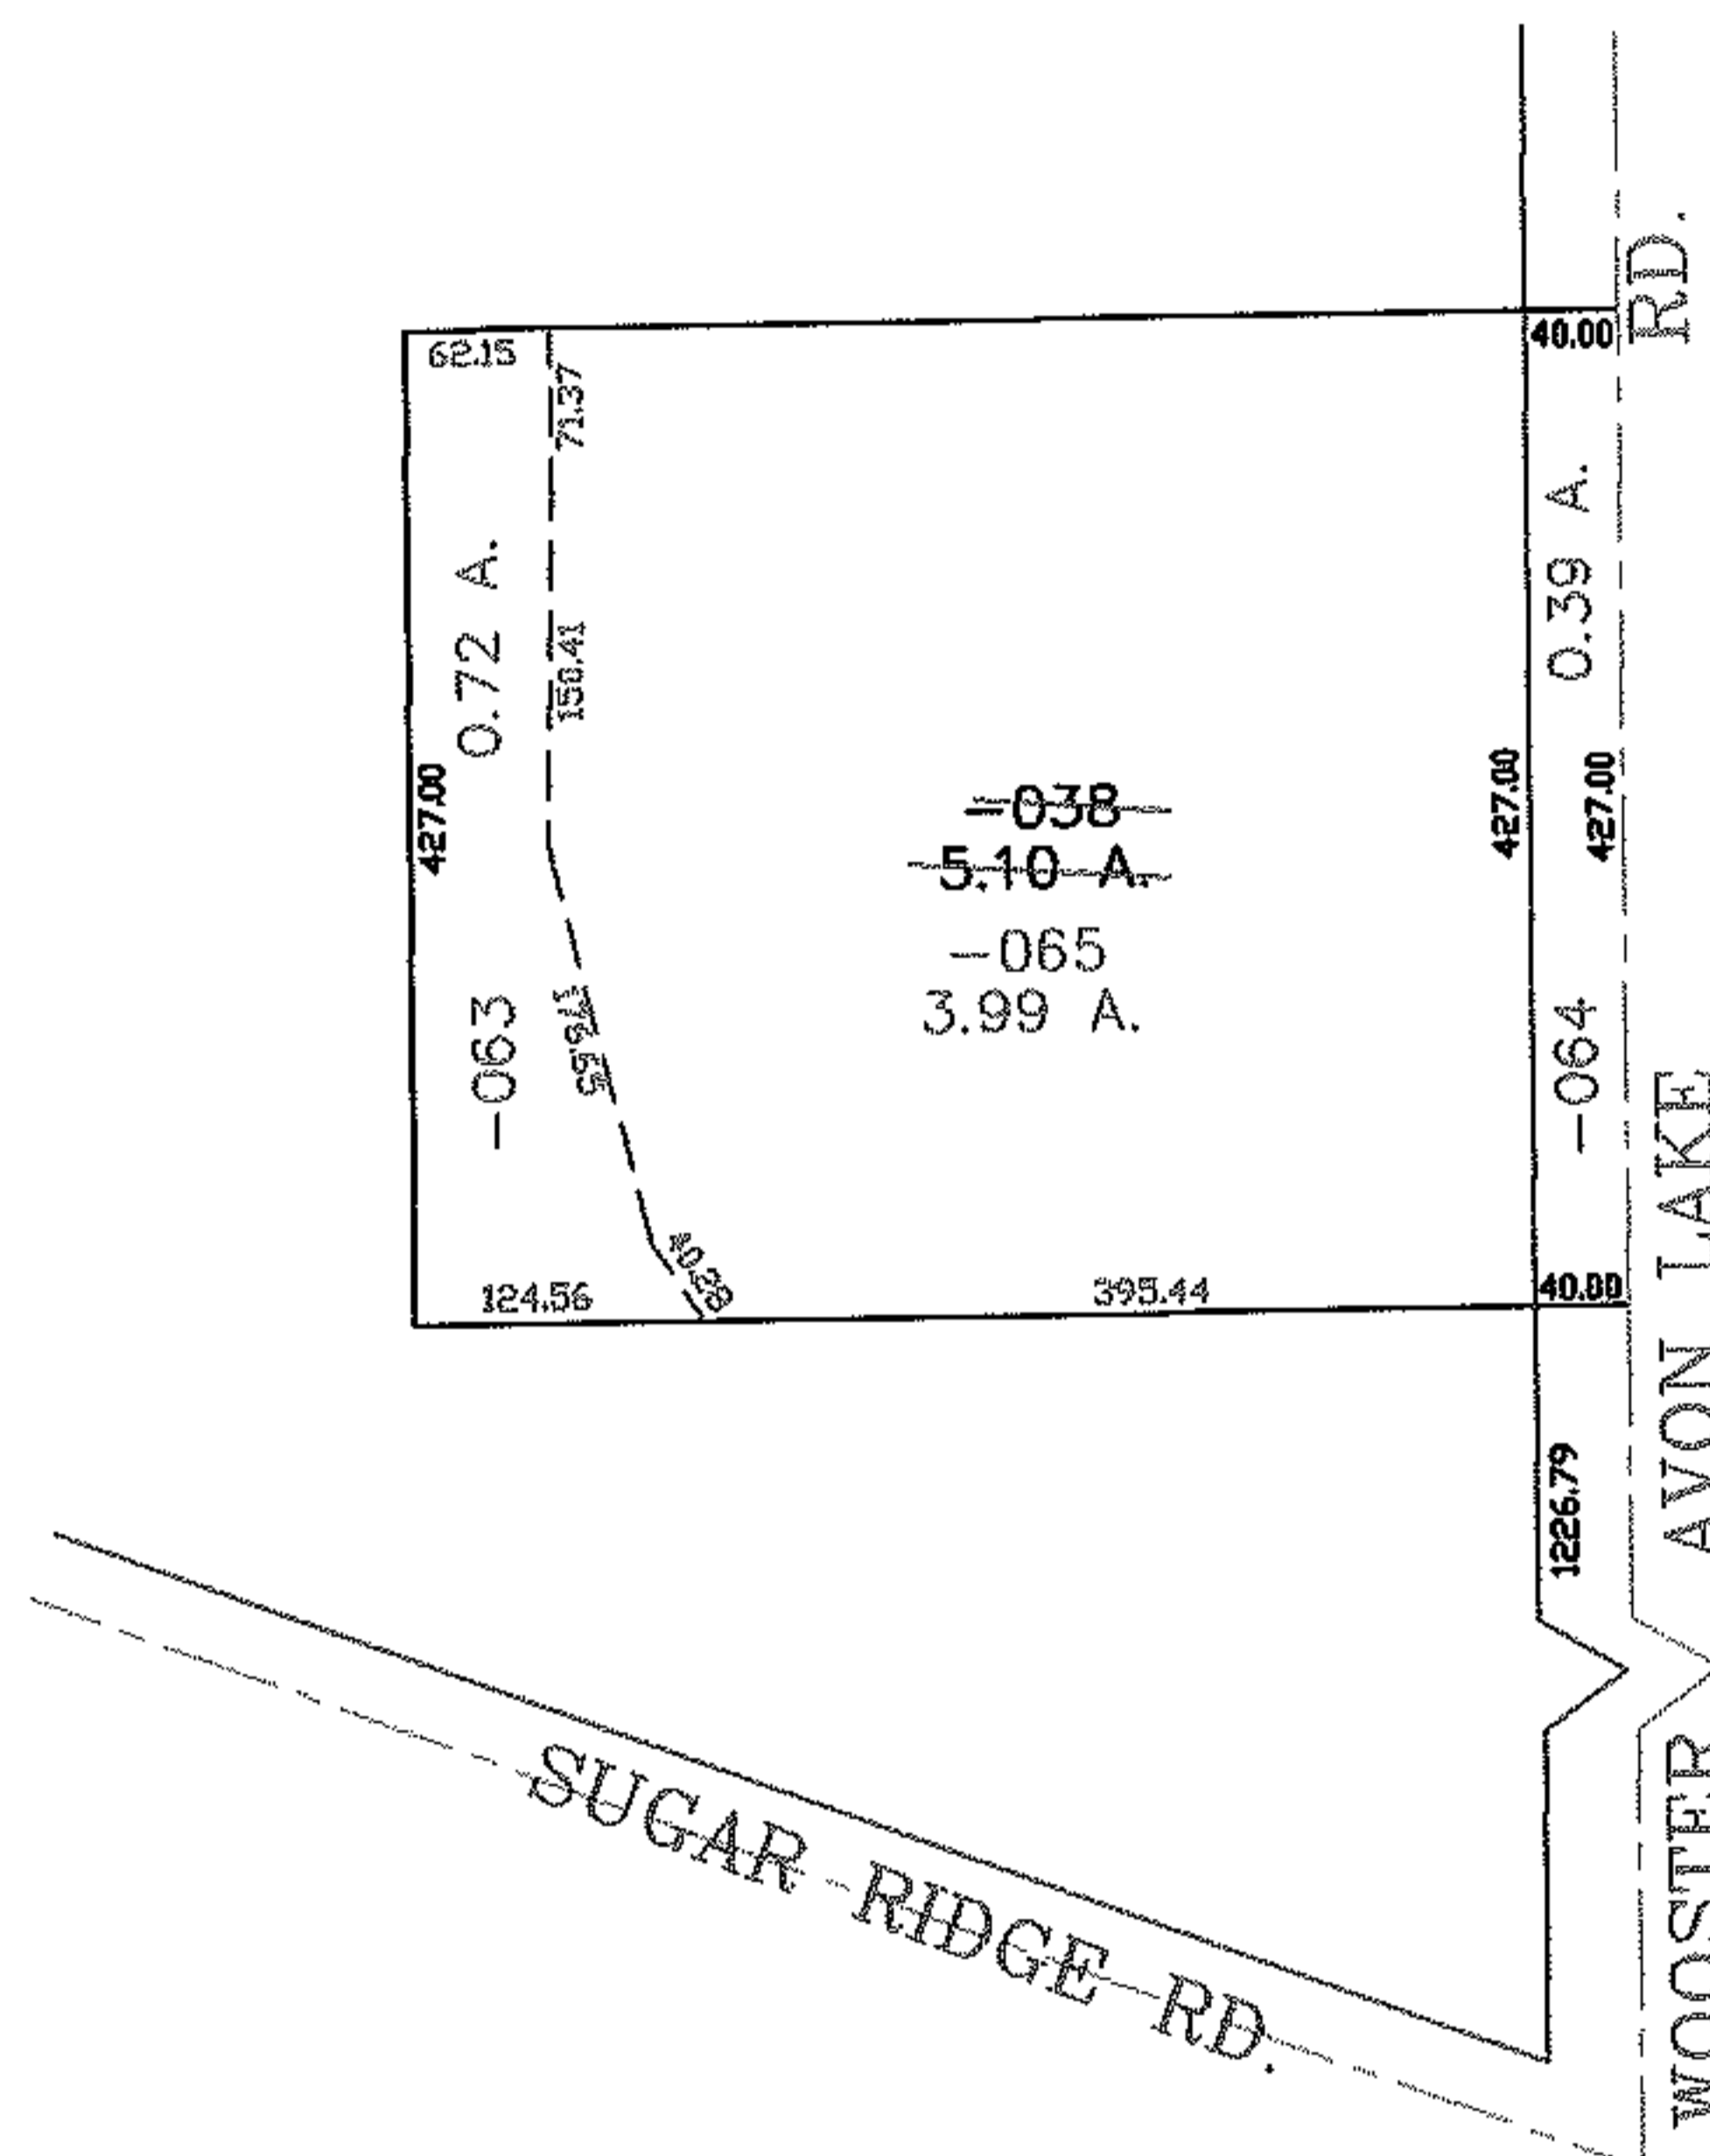 RD.
40.00
62.15
71.37
0.39 A.
0.72 A.
150.41
427.00
427.00
427.00
-038
5.10 A.
-065
3.99 A.
-063
-064
124.56
395.44
40.00
1226.79
WOOSTER AVON LAKE
SUGAR RIDGE RD.